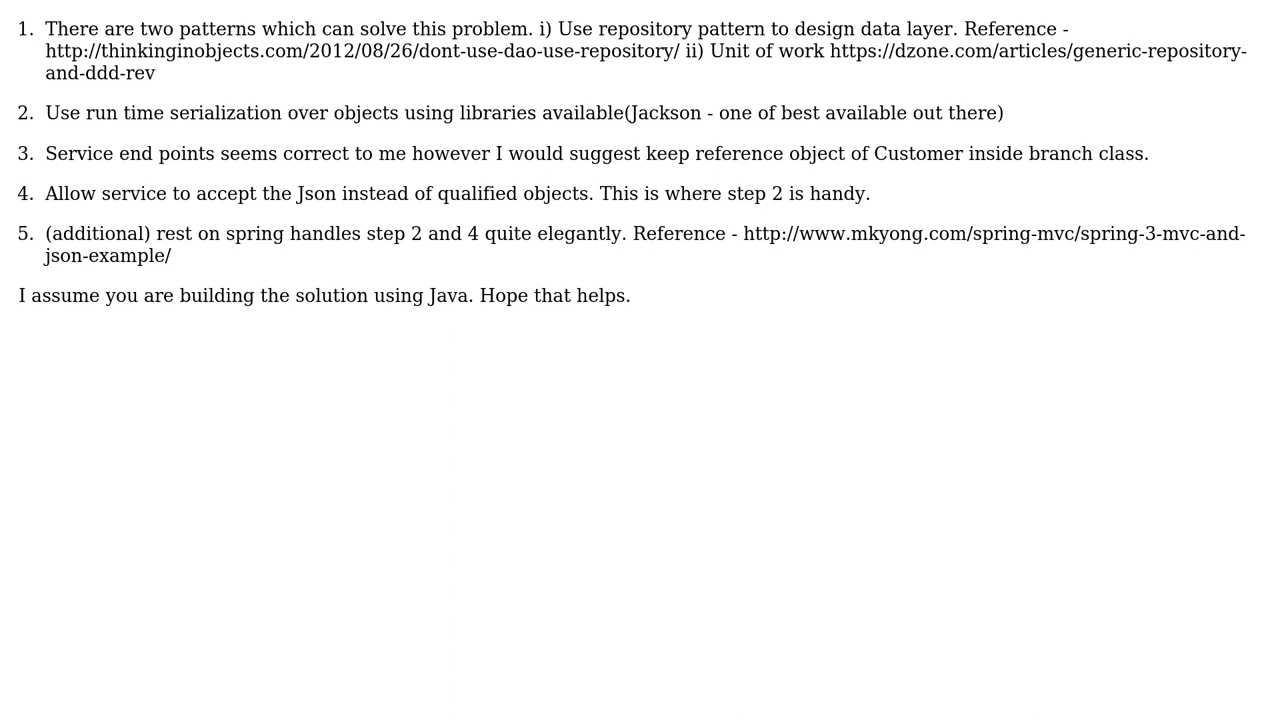 1. There are two patterns which can solve this problem. i) Use repository pattern to design data layer. Reference -
http://thinkinginobjects.com/2012/08/26/dont-use-dao-use-repository/ ii) Unit of work https://dzone.com/articles/generic-repository-
and-ddd-rev
2. Use run time serialization over objects using libraries available(Jackson - one of best available out there)
3. Service end points seems correct to me however I would suggest keep reference object of Customer inside branch class.
4. Allow service to accept the Json instead of qualified objects. This is where step 2 is handy.
5. (additional) rest on spring handles step 2 and 4 quite elegantly. Reference - http://www.mkyong.com/spring-mvc/spring-3-mvc-and-
json-example/
I assume you are building the solution using Java. Hope that helps.